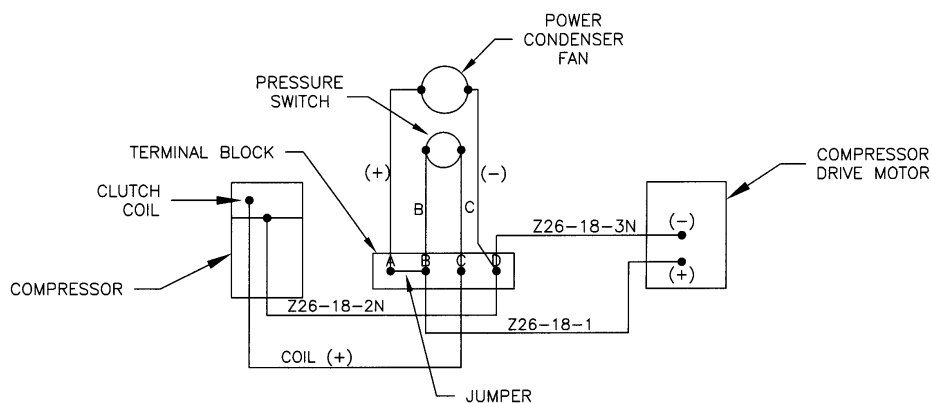 POWER
CONDENSER
FAN
PRESSURE
SWITCH
TERMINAL BLOCK
COMPRESSOR
DRIVE MOTOR
(+)
(-)
CLUTCH
COIL
B
C
Z26-18-3N
(-)
A
B
C
D
(+)
COMPRESSOR
Z26-18-2N
Z26-18-1
COIL (+)
JUMPER